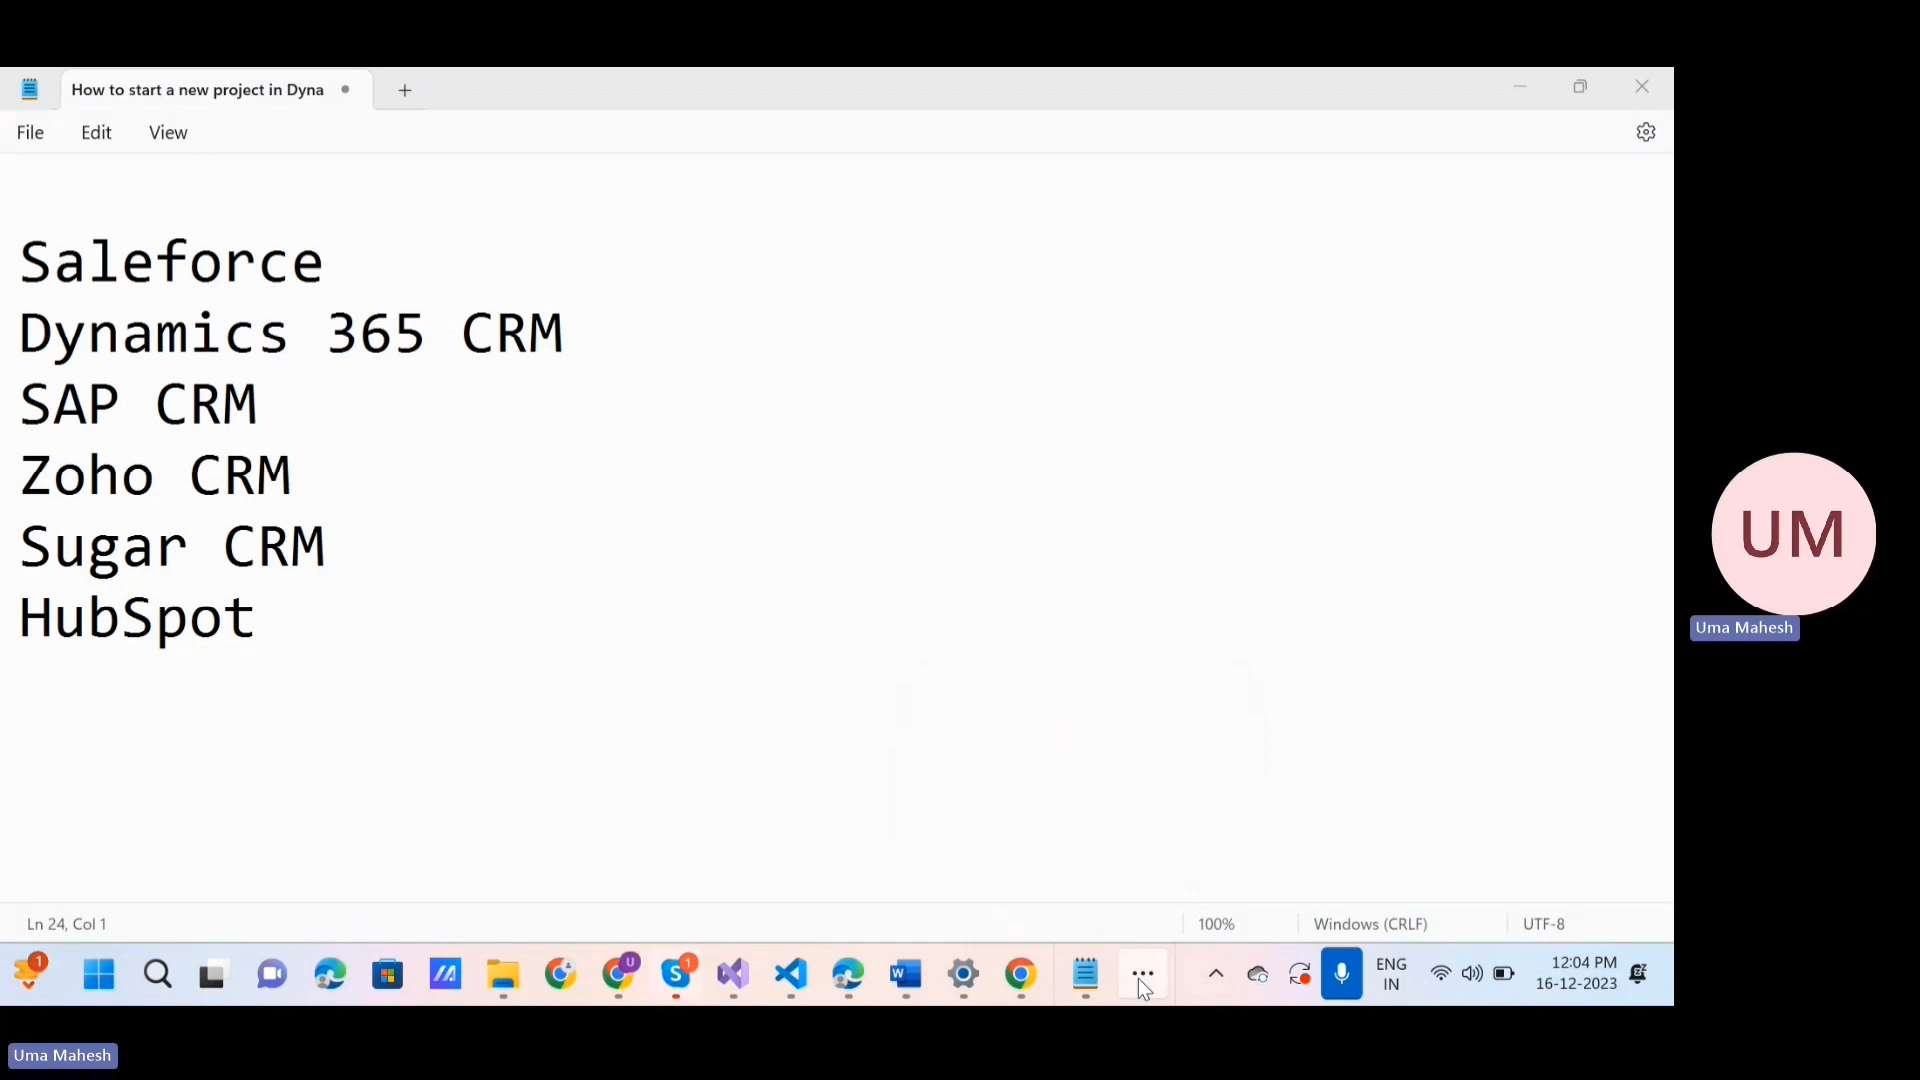 How to start a new project in Dyna
File Edit View
Saleforce
Dynamics 365 CRM
SAP CRM
Zoho CRM
Sugar CRM
HubSpot
UM
Uma Mahesh
Ln 24, Col 1
100%
Windows (CRLF)
UTF-8
1
U
S
1
W
ENG
IN
12:04 PM
16-12-2023
Uma Mahesh